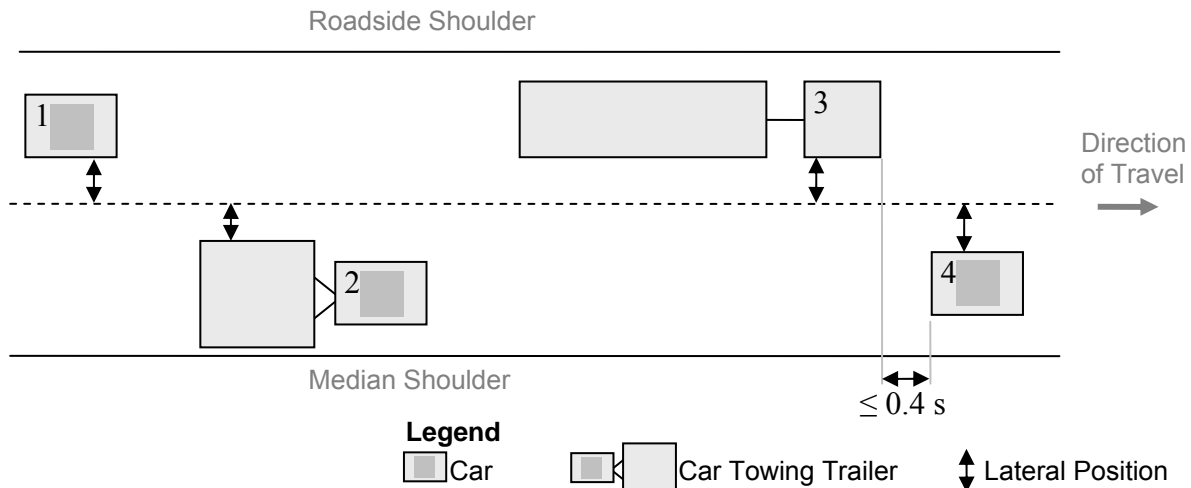 Roadside Shoulder
1
3
Direction
of Travel
2
4
Median Shoulder
≤ 0.4 s
Legend
Car
Car Towing Trailer
Lateral Position